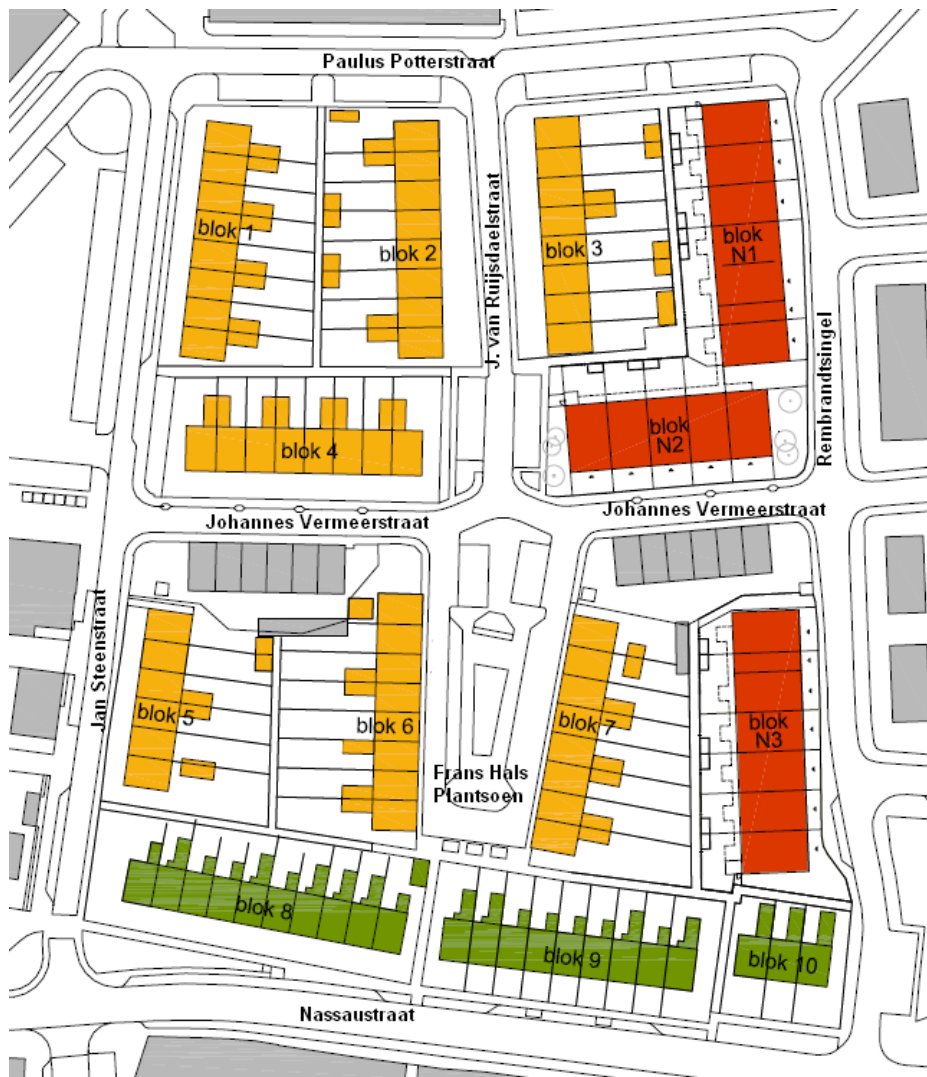 Paulus Potterstraat
blok 1
blok 2
J. van Ruijsdaelstraat
blok 3
blok
N1
Rembrandtsingel
blok 4
blok
N2
Johannes Vermeerstraat
Johannes Vermeerstraat
Jan Steenstraat
blok 5
blok 6
Frans Hals
Plantsoen
blok 7
blok
N3
blok 8
blok 9
blok 10
Nassaustraat